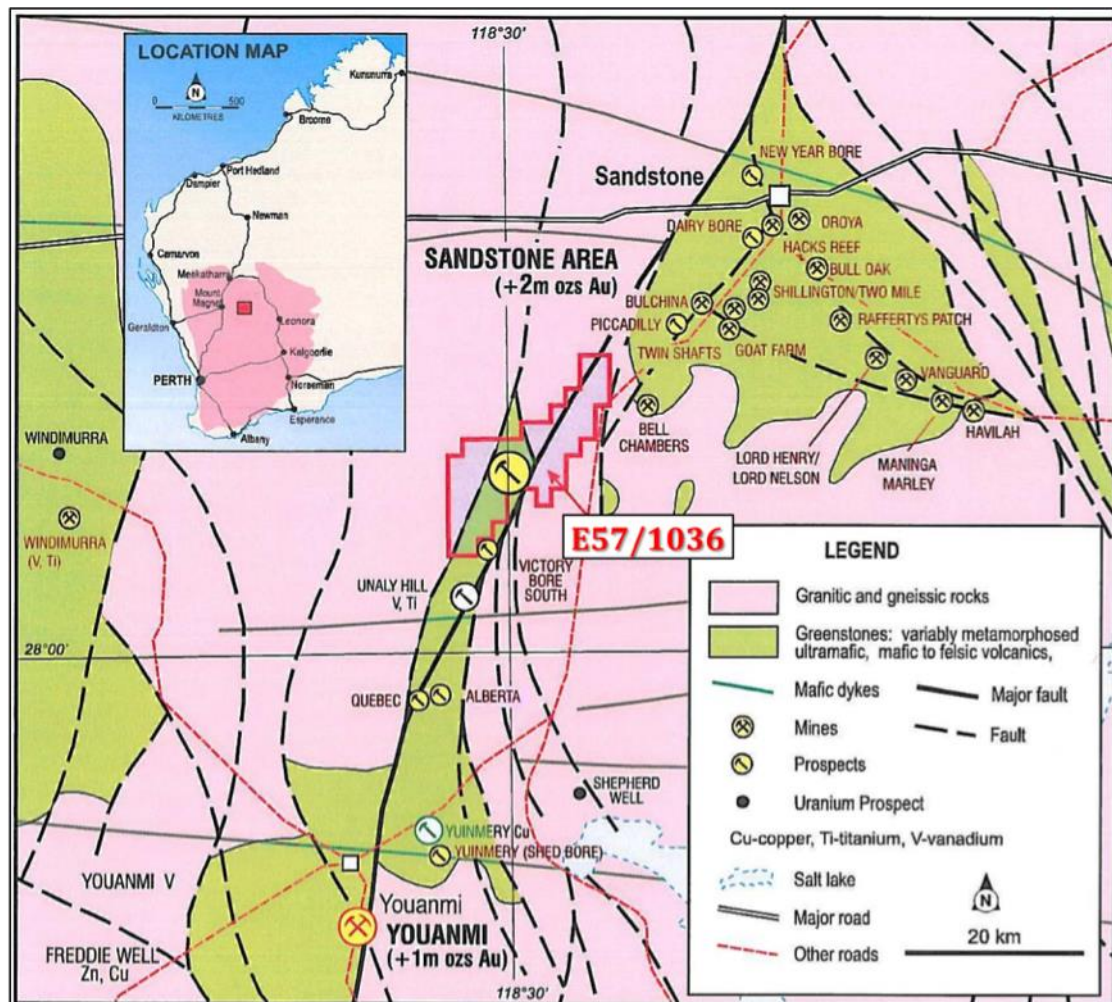 118°30'
LOCATION MAP
N
0 500
KILOMETRES
Kununurra
Broome
Port Hedland
Dampier
Newman
Carnarvon
Meekatharra
Mount
Magnet
Geraldton
Leonora
Kalgoorlie
PERTH
Norseman
Esperance
Albany
NEW YEAR BORE
Sandstone
DAIRY BORE
OROYA
HACKS REEF
SANDSTONE AREA
(+2m ozs Au)
BULL OAK
BULCHINA
SHILLINGTON/TWO MILE
PICCADILLY
RAFFERTYS PATCH
TWIN SHAFTS
GOAT FARM
VANGUARD
BELL
CHAMBERS
HAVILAH
LORD HENRY/
LORD NELSON
MANINGA
MARLEY
WINDIMURRA
WINDIMURRA
(V, Ti)
E57/1036
VICTORY
BORE
SOUTH
UNALY HILL
V, Ti
28°00'
QUEBEC
ALBERTA
SHEPHERD
WELL
YUINMERY Cu
YUINMERY (SHED BORE)
YOUANMI V
Youanmi
YOUANMI
(+1m ozs Au)
FREDDIE WELL
Zn, Cu
118°30'
LEGEND
Granitic and gneissic rocks
Greenstones: variably metamorphosed
ultramafic, mafic to felsic volcanics,
Mafic dykes
Major fault
Mines
Fault
Prospects
Uranium Prospect
Cu-copper, Ti-titanium, V-vanadium
Salt lake
Major road
Other roads
N
20 km